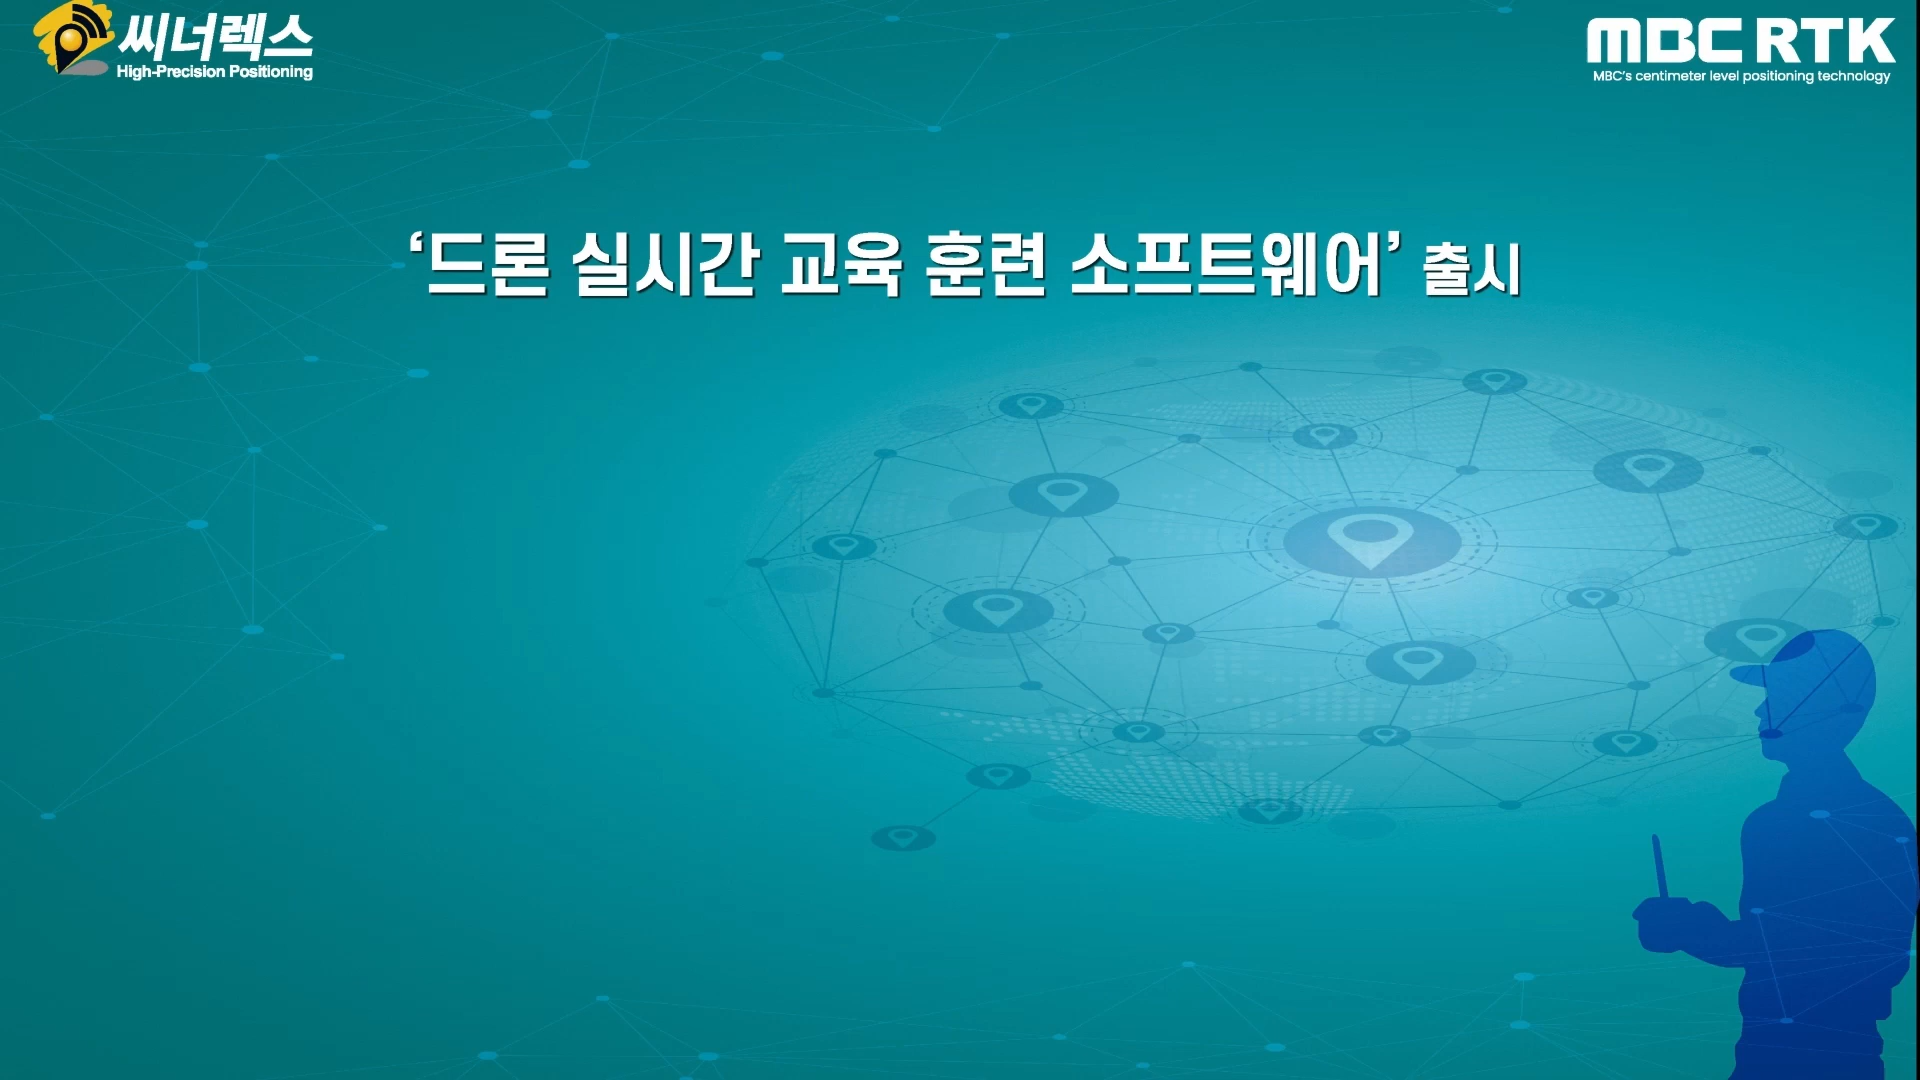 씨너렉스
High-Precision Positioning
MBC RTK
MBC's centimeter level positioning technology
‘드론 실시간 교육 훈련 소프트웨어’ 출시